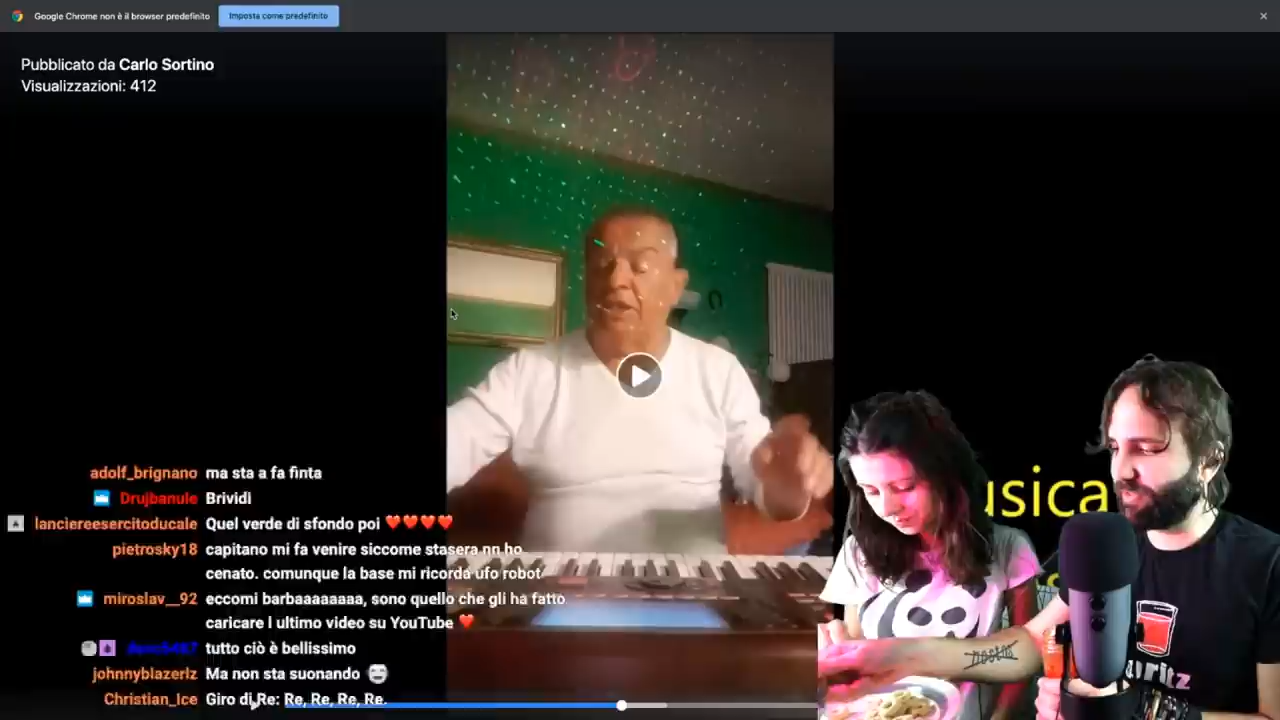 Google Chrome non è il browser predefinito
Imposta come predefinito
Pubblicato da Carlo Sortino
Visualizzazioni: 412
adolf_brignano ma sta a fa finta
Drujbanule Brividi
lanciereesercitoducale Quel verde di sfondo poi ❤️❤️❤️❤️
pietrosky18 capitano mi fa venire siccome stasera nn ho
cenato. comunque la base mi ricorda ufo robot
miroslav__92 eccomi barbaaaaaaaa, sono quello che gli ha fatto
caricare l ultimo video su YouTube ❤️
tutto ciò è bellissimo
johnnyblazerlz Ma non sta suonando
Christian_Ice Giro di Re: Re, Re, Re, Re.
usica
nostro